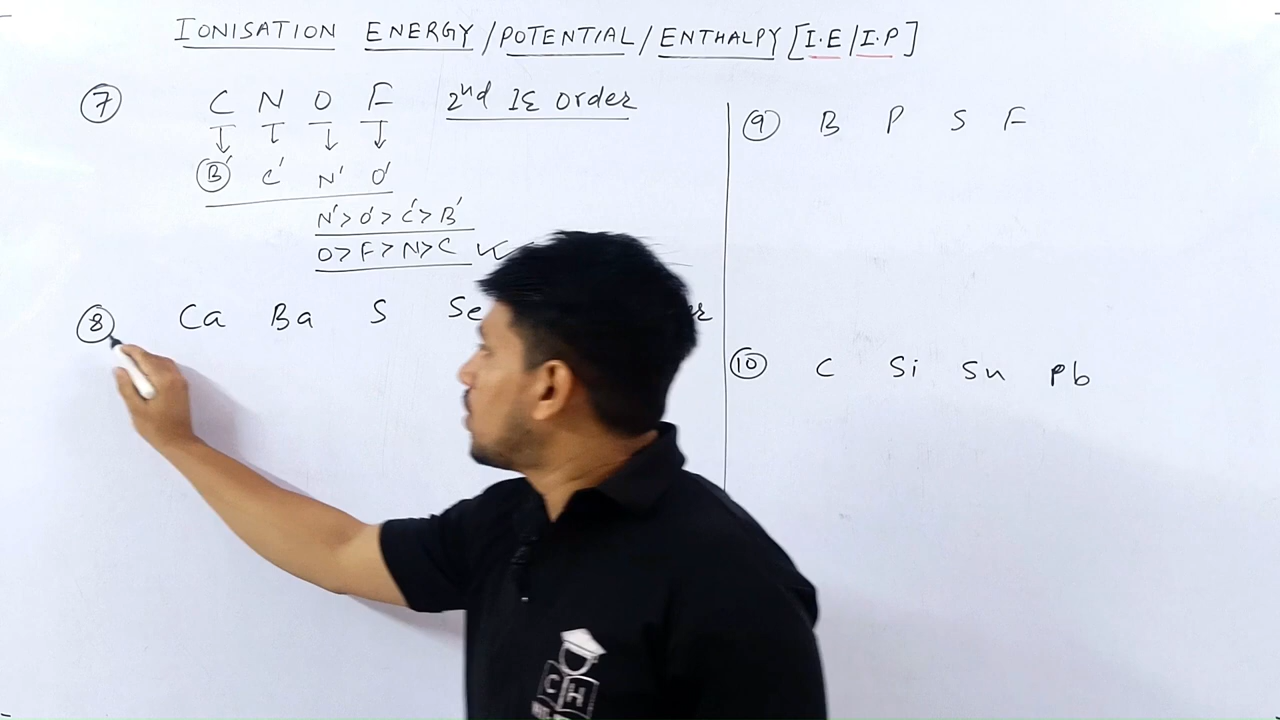 IONISATION ENERGY/POTENTIAL/ENTHALPY [I.E/I.P]
⑦ C N O F 2nd IE order
↓ ↓ ↓ ↓
B' C' N' O'
N'>O'>C'>B'
O>F>N>C
⑧ Ca Ba S Se
⑨ B P S F
⑩ C Si Sn Pb
C H